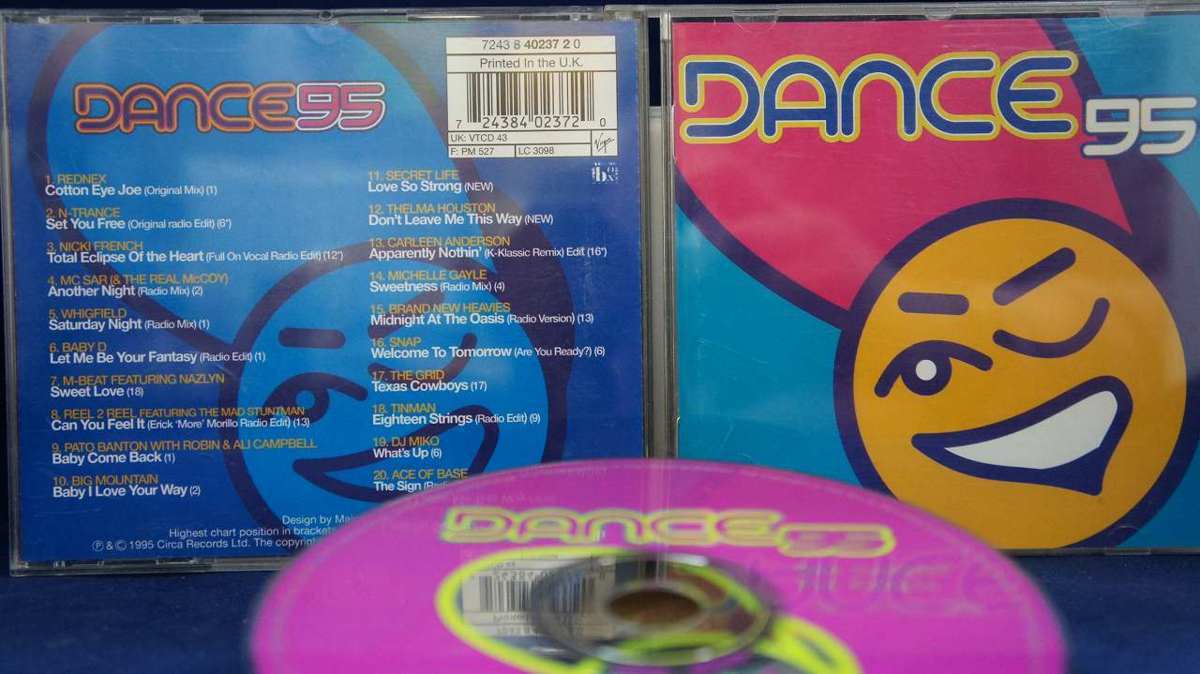 7243 8 40237 2 0
Printed In the U.K.
7 24384 02372 0
UK: VTCD 43
F: PM 527
LC 3098
Virgin
DANCE95
1. REDNEX
Cotton Eye Joe (Original Mix) (1)
2. N-TRANCE
Set You Free (Original radio Edit) (6*)
3. NICKI FRENCH
Total Eclipse Of the Heart (Full On Vocal Radio Edit) (12*)
4. MC SAR (& THE REAL McCOY)
Another Night (Radio Mix) (2)
5. WHIGFIELD
Saturday Night (Radio Mix) (1)
6. BABY D
Let Me Be Your Fantasy (Radio Edit) (1)
7. M-BEAT FEATURING NAZLYN
Sweet Love (18)
8. REEL 2 REEL FEATURING THE MAD STUNTMAN
Can You Feel It (Erick 'More' Morillo Radio Edit) (13)
9. PATO BANTON WITH ROBIN & ALI CAMPBELL
Baby Come Back (1)
10. BIG MOUNTAIN
Baby I Love Your Way (2)
11. SECRET LIFE
Love So Strong (NEW)
12. THELMA HOUSTON
Don't Leave Me This Way (NEW)
13. CARLEEN ANDERSON
Apparently Nothin' (K-Klassic Remix) Edit (16*)
14. MICHELLE GAYLE
Sweetness (Radio Mix) (4)
15. BRAND NEW HEAVIES
Midnight At The Oasis (Radio Version) (13)
16. SNAP
Welcome To Tomorrow (Are You Ready?) (6)
17. THE GRID
Texas Cowboys (17)
18. TINMAN
Eighteen Strings (Radio Edit) (9)
19. DJ MIKO
What's Up (6)
20. ACE OF BASE
The Sign
Design by
Highest chart position in brackets
℗ & © 1995 Circa Records Ltd. The copyright
DANCE 95
DANCE 95